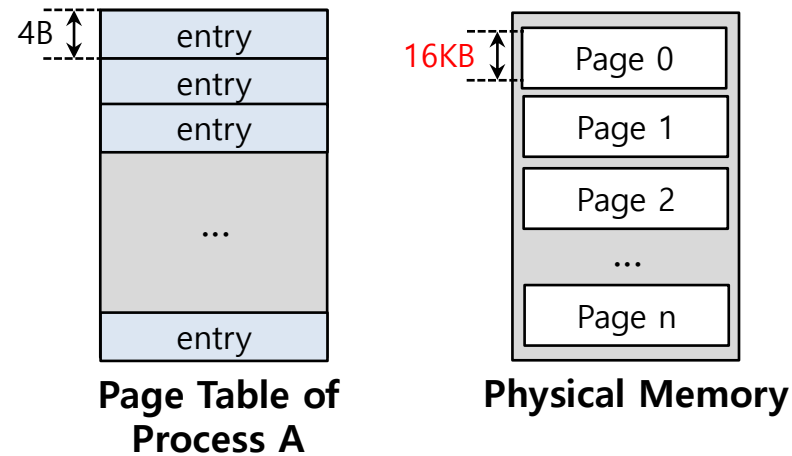 4B
entry
entry
entry
...
entry
Page Table of
Process A
16KB
Page 0
Page 1
Page 2
...
Page n
Physical Memory